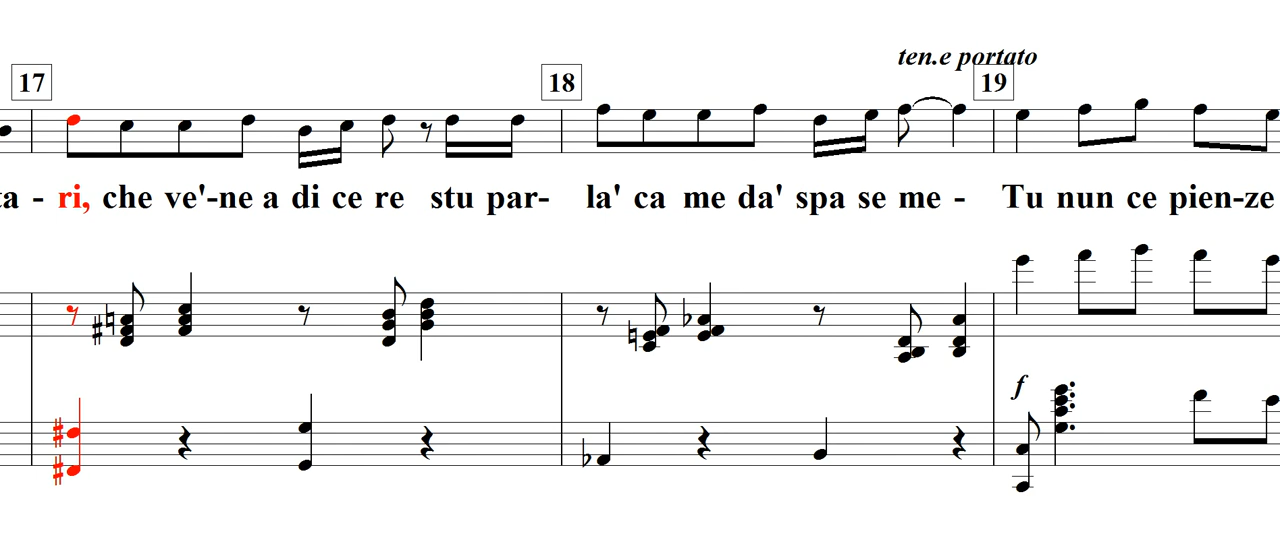 ten.e portato
17 18 19
ta - ri, che ve'-ne a di ce re stu par- la' ca me da' spa se me - Tu nun ce pien-ze
f